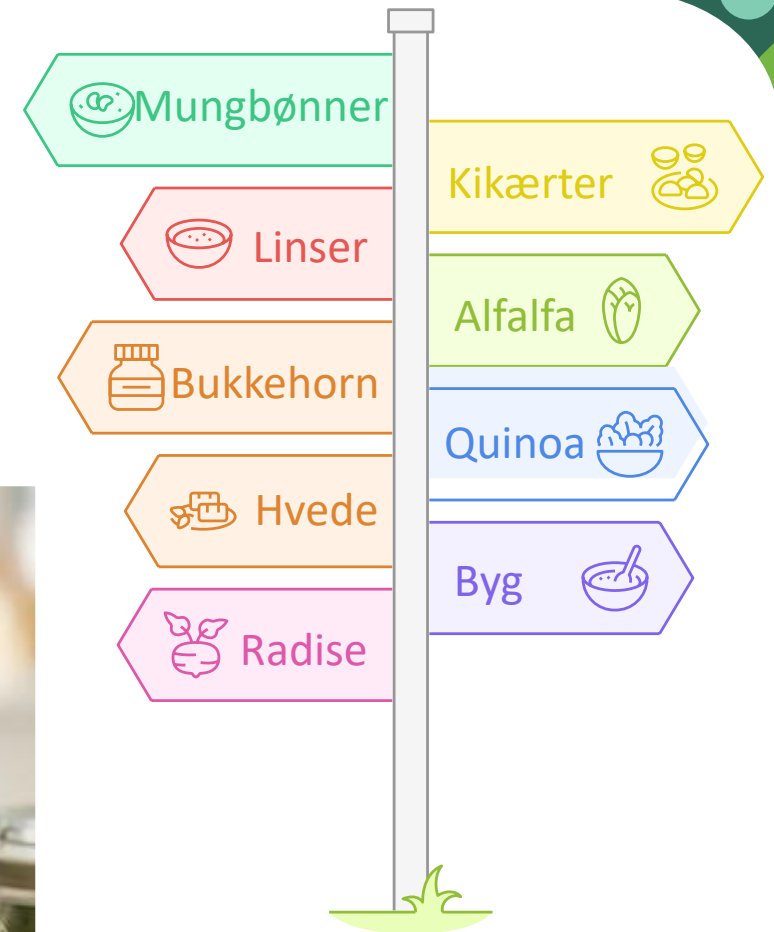 Mungbønner
Kikærter
Linser
Alfalfa
Bukkehorn
Quinoa
Hvede
Byg
Radise